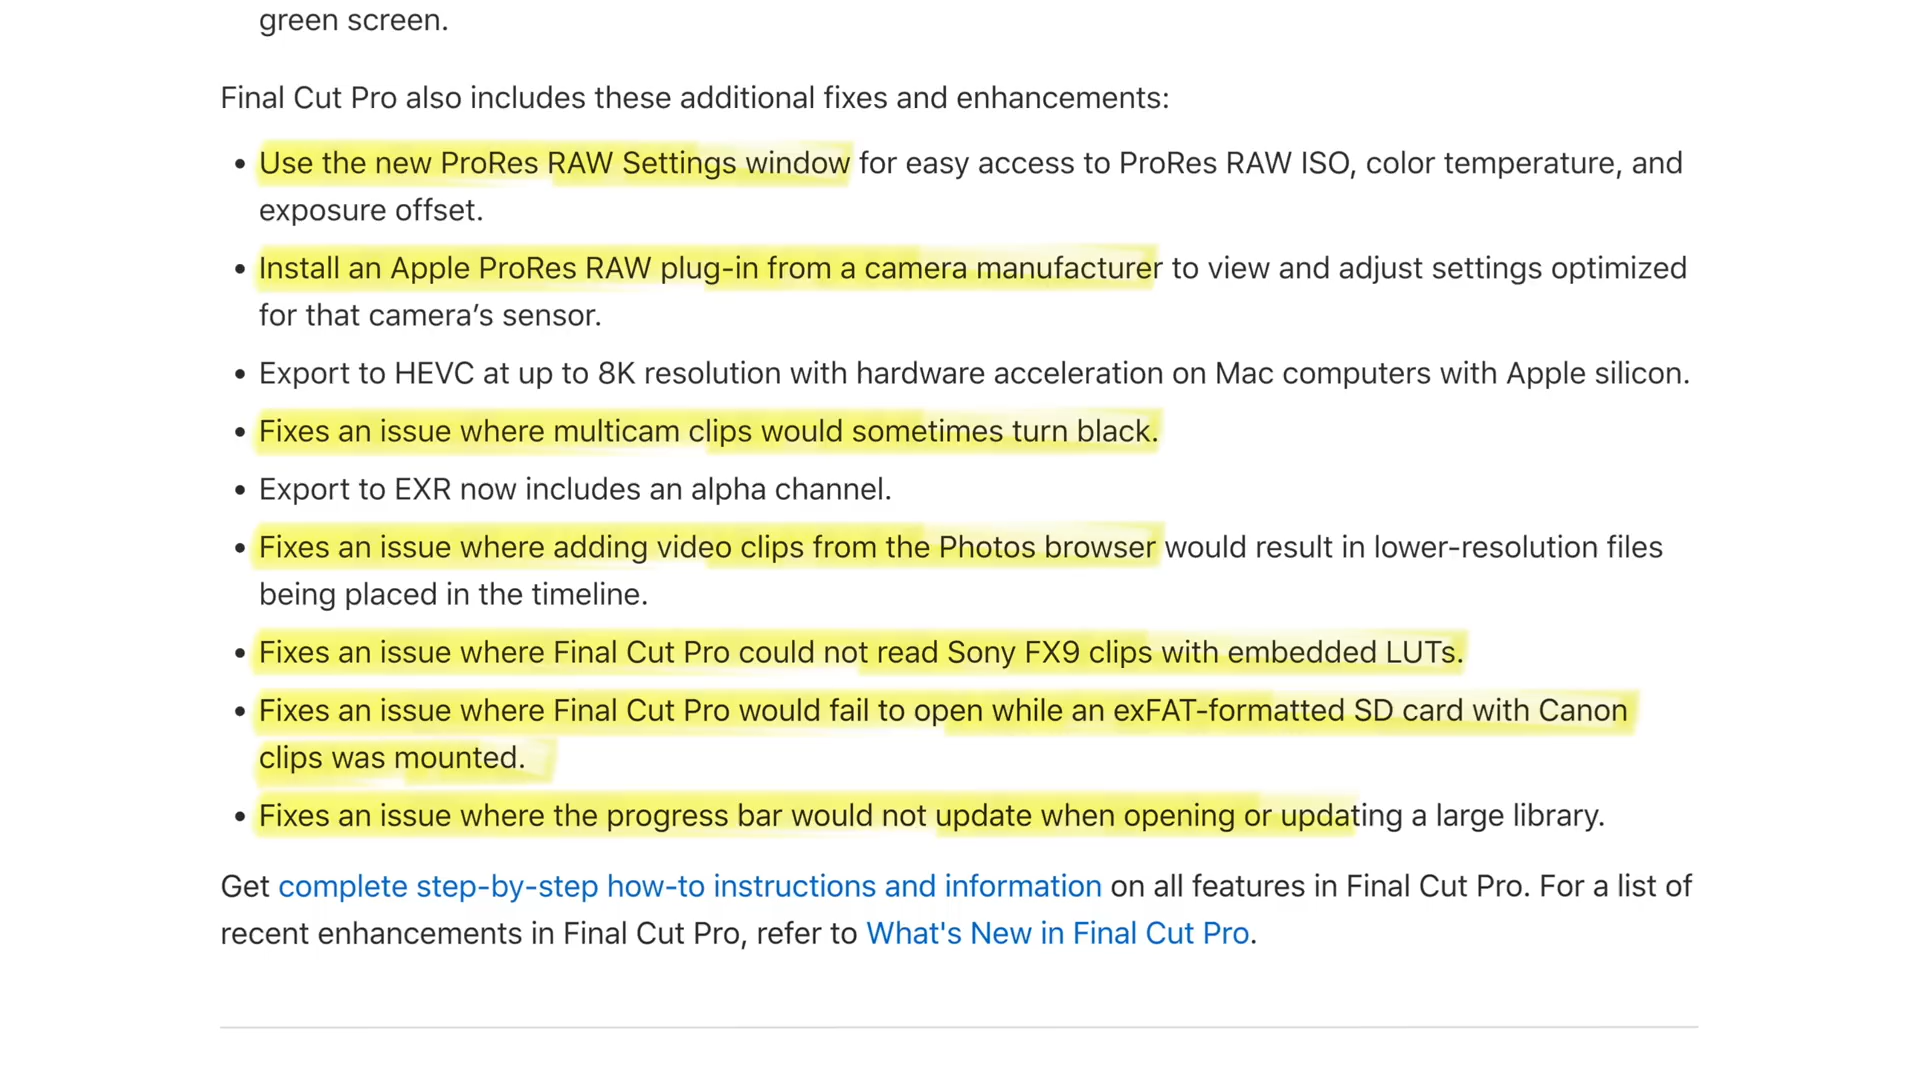 green screen.
Final Cut Pro also includes these additional fixes and enhancements:
• Use the new ProRes RAW Settings window for easy access to ProRes RAW ISO, color temperature, and
exposure offset.
• Install an Apple ProRes RAW plug-in from a camera manufacturer to view and adjust settings optimized
for that camera’s sensor.
• Export to HEVC at up to 8K resolution with hardware acceleration on Mac computers with Apple silicon.
• Fixes an issue where multicam clips would sometimes turn black.
• Export to EXR now includes an alpha channel.
• Fixes an issue where adding video clips from the Photos browser would result in lower-resolution files
being placed in the timeline.
• Fixes an issue where Final Cut Pro could not read Sony FX9 clips with embedded LUTs.
• Fixes an issue where Final Cut Pro would fail to open while an exFAT-formatted SD card with Canon
clips was mounted.
• Fixes an issue where the progress bar would not update when opening or updating a large library.
Get complete step-by-step how-to instructions and information on all features in Final Cut Pro. For a list of
recent enhancements in Final Cut Pro, refer to What's New in Final Cut Pro.